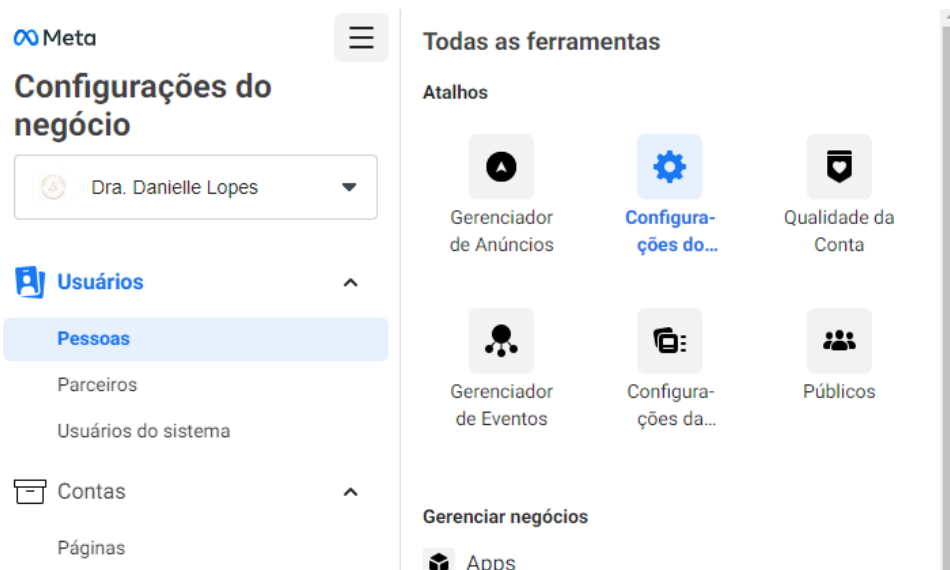 Meta
Configurações do
negócio
Dra. Danielle Lopes
Usuários
Pessoas
Parceiros
Usuários do sistema
Contas
Páginas
Todas as ferramentas
Atalhos
Gerenciador
de Anúncios
Configura-
ções do...
Qualidade da
Conta
Gerenciador
de Eventos
Configura-
ções da...
Públicos
Gerenciar negócios
Apps